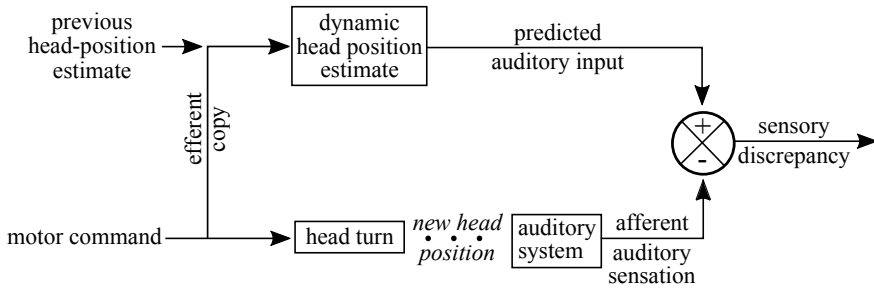 previous
head-position
estimate
dynamic
head position
estimate
predicted
auditory input
+
-
sensory
discrepancy
efferent
copy
motor command
head turn
new head
position
auditory
system
afferent
auditory
sensation